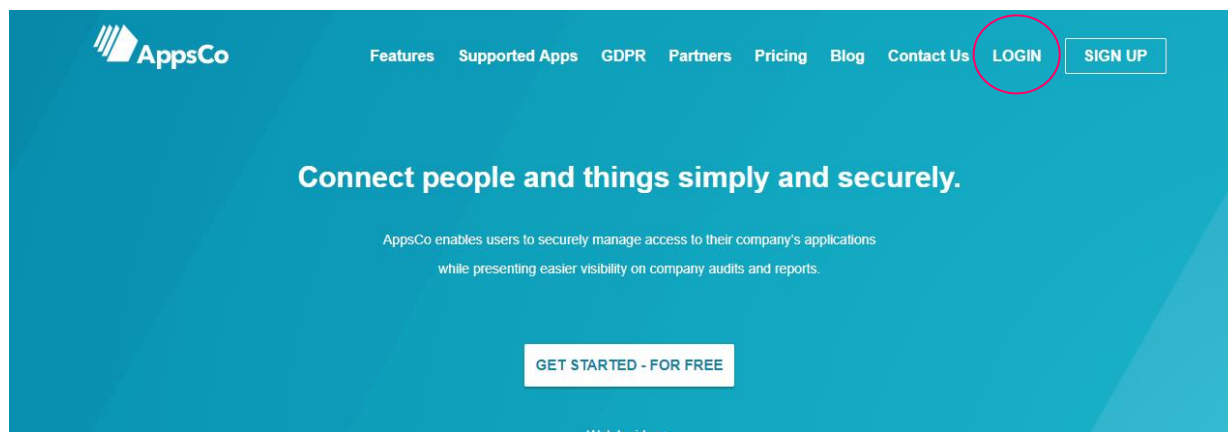 AppsCo
Features Supported Apps GDPR Partners Pricing Blog Contact Us LOGIN SIGN UP
Connect people and things simply and securely.
AppsCo enables users to securely manage access to their company's applications
while presenting easier visibility on company audits and reports.
GET STARTED - FOR FREE